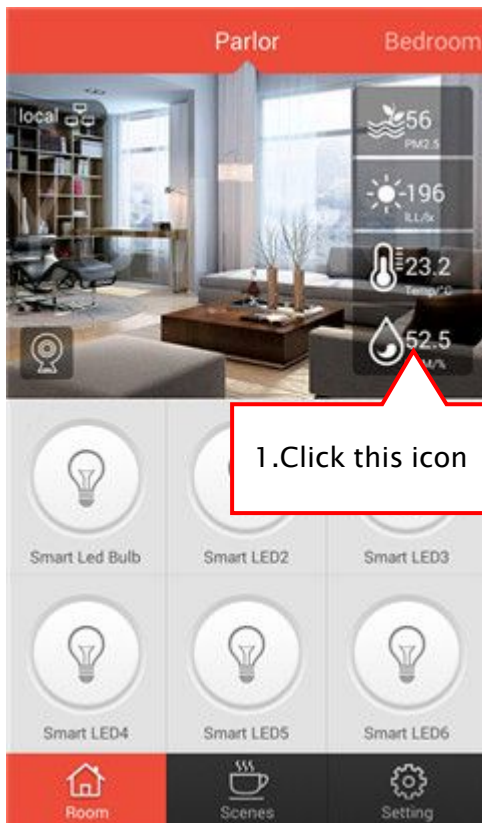 Parlor Bedroom
local
56
PM2.5
196
ILL/lx
23.2
Temp/°C
52.5
1.Click this icon
Smart Led Bulb Smart LED2 Smart LED3
Smart LED4 Smart LED5 Smart LED6
Room Scenes Setting